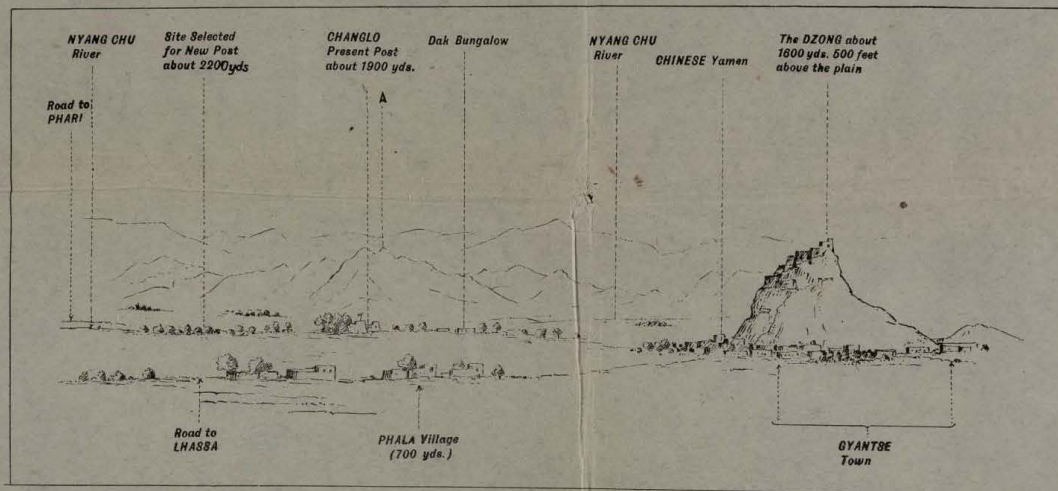 NYANG CHU
River
Site Selected
for New Post
about 2200yds
CHANGLO
Present Post
about 1900 yds.
Dak Bungalow
NYANG CHU
River
CHINESE Yamen
The DZONG about
1600 yds. 500 feet
above the plain
Road to
PHARI
A
Road to
LHASSA
PHALA Village
(700 yds.)
GYANTSE
Town